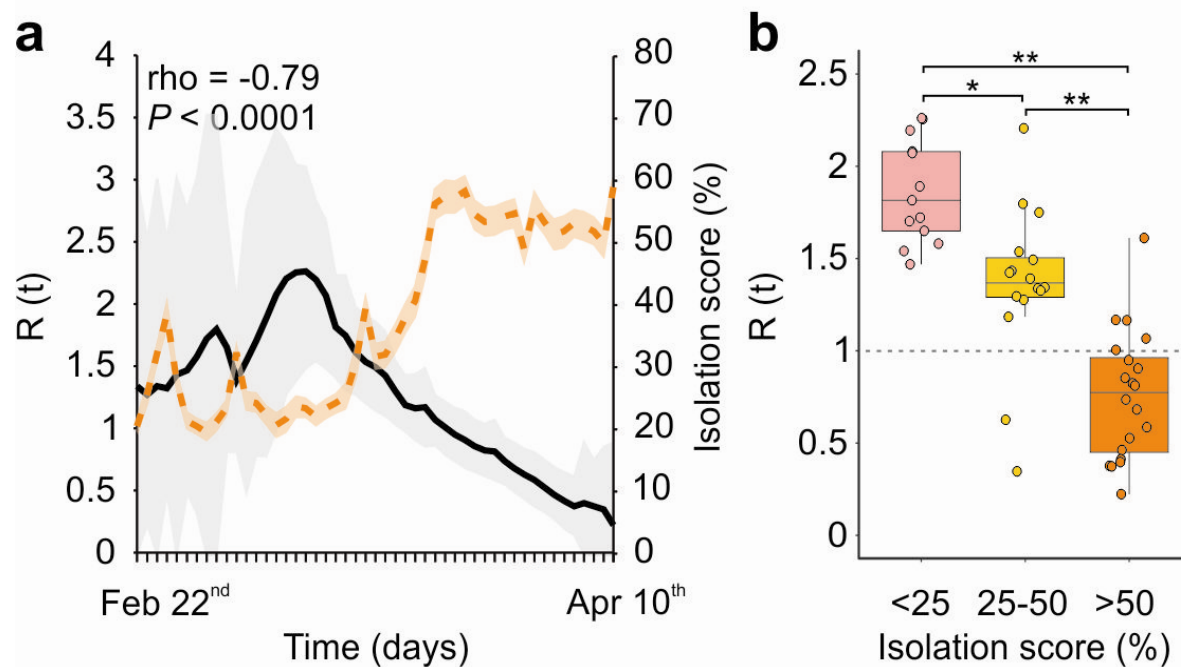 a
4
3.5
3
2.5
2
1.5
1
0.5
0
R (t)
rho = -0.79
P < 0.0001
80
70
60
50
40
30
20
10
0
Isolation score (%)
Feb 22nd
Apr 10th
Time (days)
b
2.5
2
1.5
1
0.5
0
R (t)
**
*
**
<25 25-50 >50
Isolation score (%)